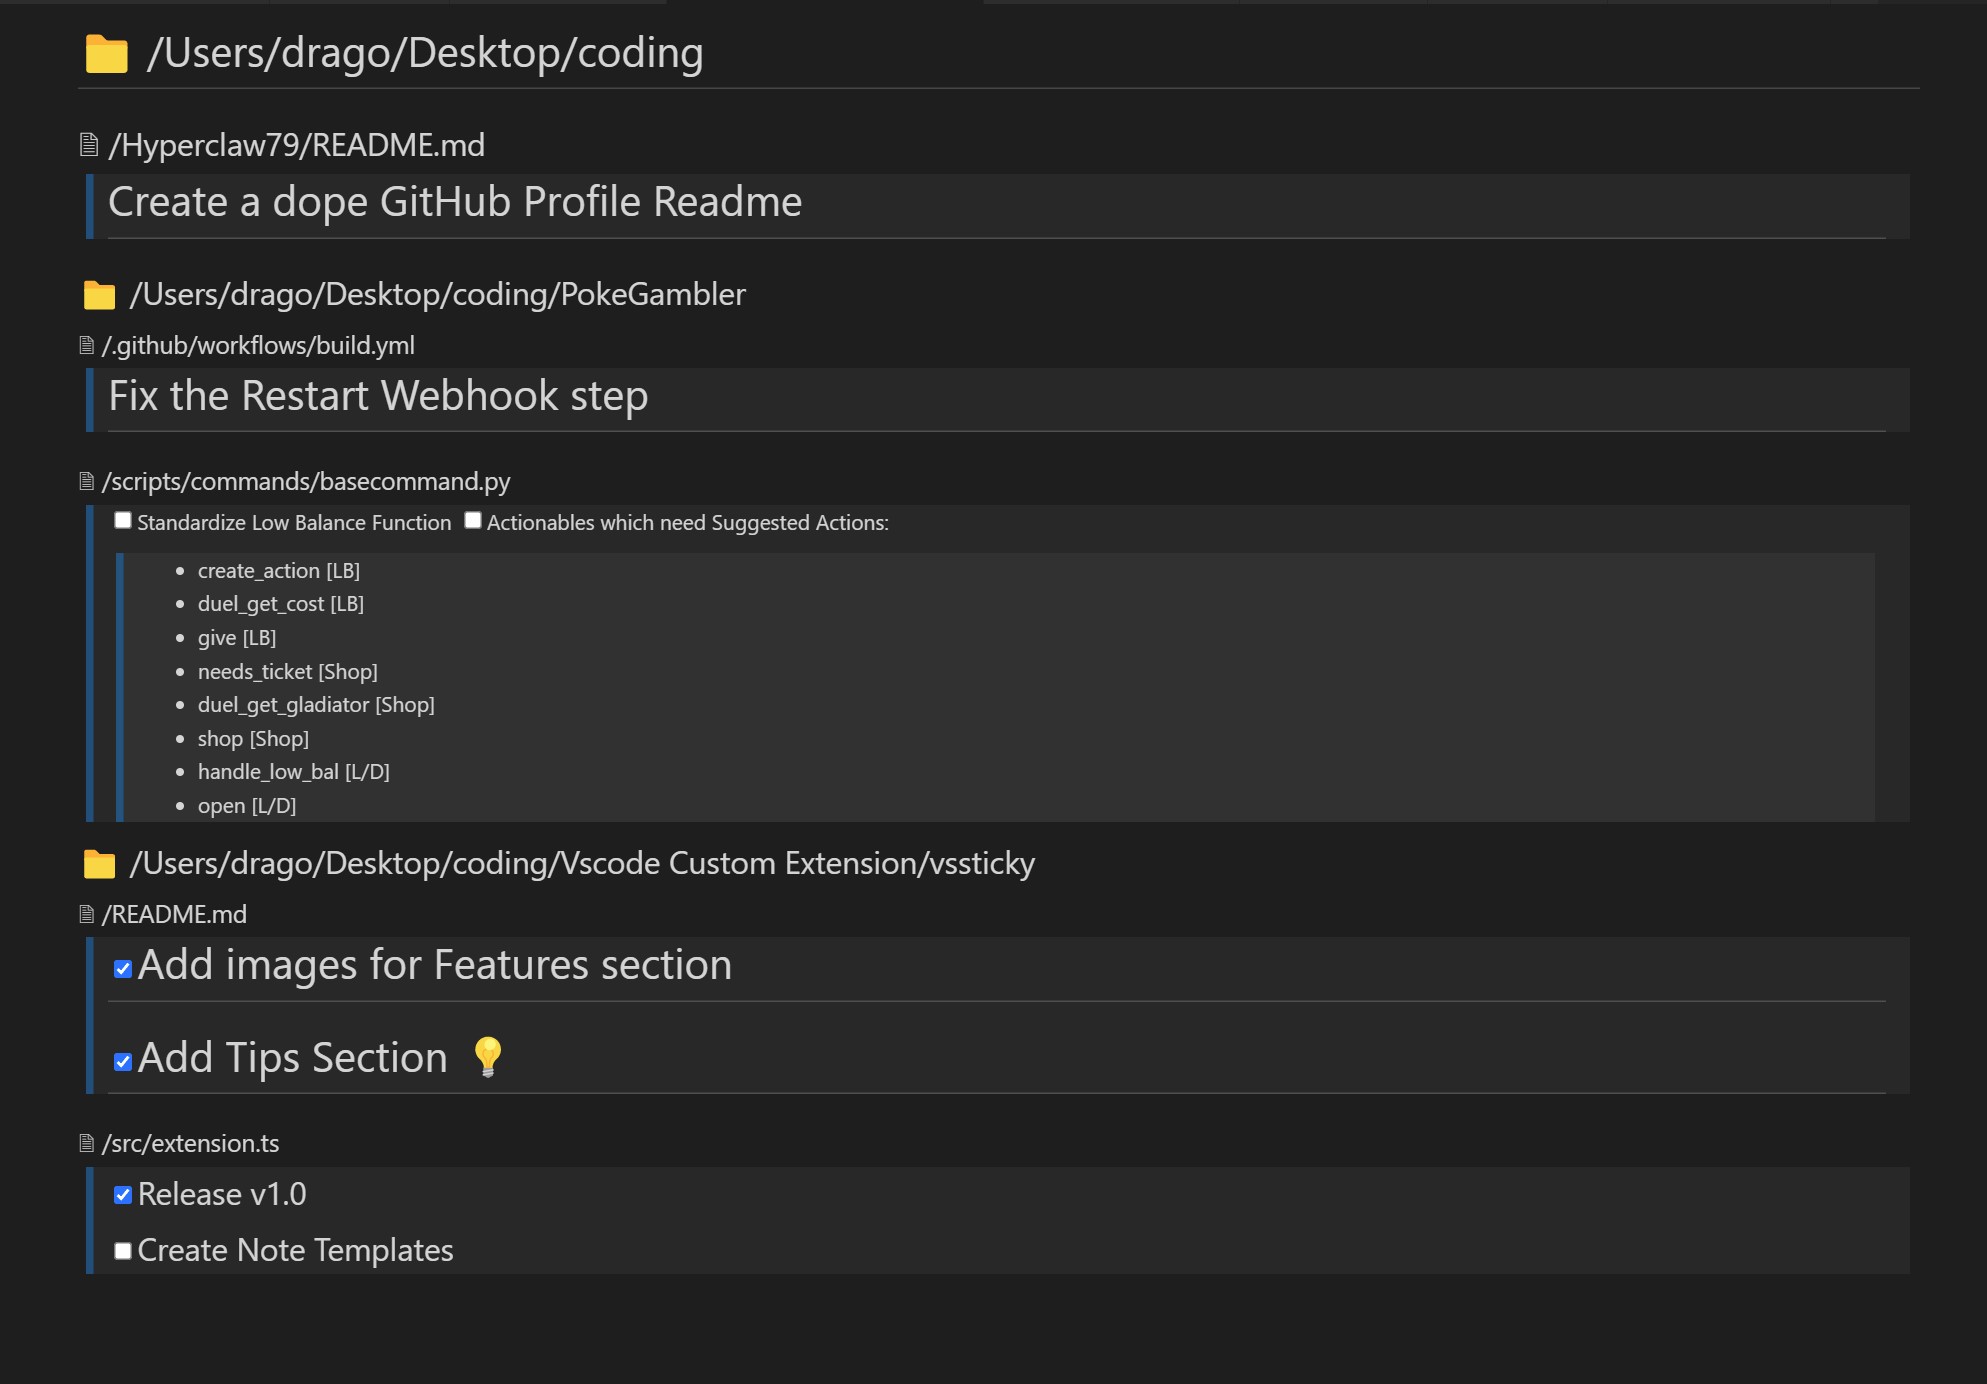 /Users/drago/Desktop/coding
/Hyperclaw79/README.md
Create a dope GitHub Profile Readme
/Users/drago/Desktop/coding/PokeGambler
/.github/workflows/build.yml
Fix the Restart Webhook step
/scripts/commands/basecommand.py
Standardize Low Balance Function Actionables which need Suggested Actions:
create_action [LB]
duel_get_cost [LB]
give [LB]
needs_ticket [Shop]
duel_get_gladiator [Shop]
shop [Shop]
handle_low_bal [L/D]
open [L/D]
/Users/drago/Desktop/coding/Vscode Custom Extension/vssticky
/README.md
Add images for Features section
Add Tips Section 💡
/src/extension.ts
Release v1.0
Create Note Templates